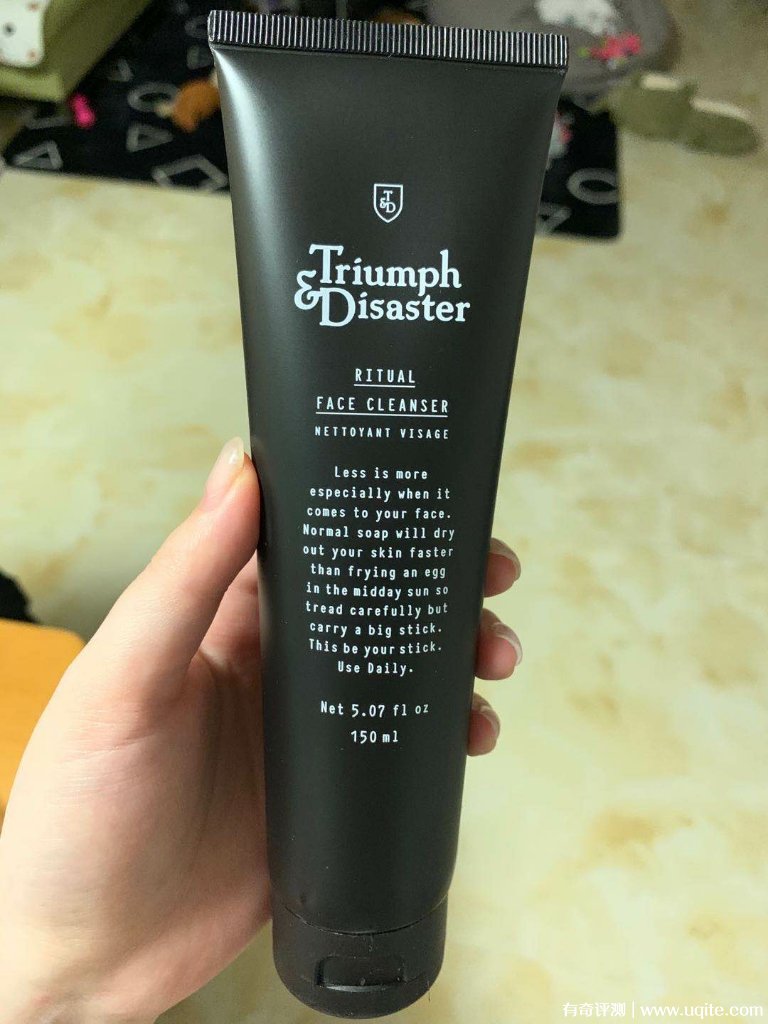 T
&D
Triumph
&Disaster
RITUAL
FACE CLEANSER
NETTOYANT VISAGE
Less is more
especially when it
comes to your face.
Normal soap will dry
out your skin faster
than frying an egg
in the midday sun so
tread carefully but
carry a big stick.
This be your stick.
Use Daily.
Net 5.07 fl oz
150 ml
有奇评测 | www.uqite.com